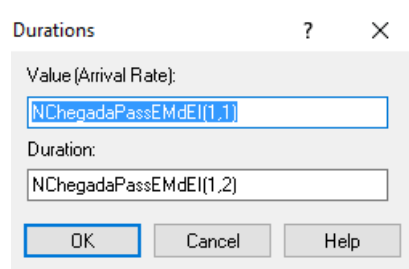 Durations ? ×
Value (Arrival Rate):
NChegadaPassEMdEI(1,1)
Duration:
NChegadaPassEMdEI(1,2)
OK Cancel Help